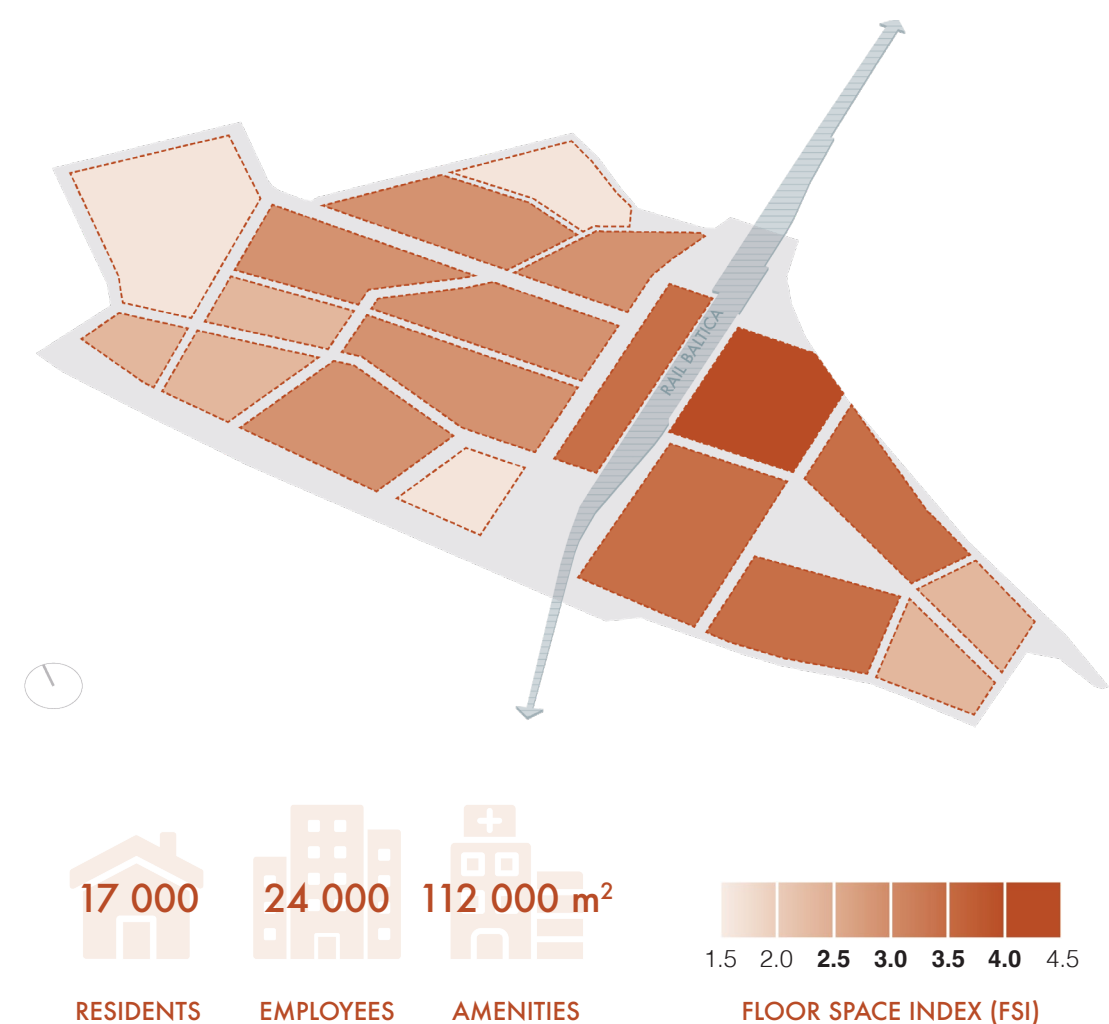 RAIL BALTICA
17 000
24 000
112 000 m²
RESIDENTS
EMPLOYEES
AMENITIES
1.5 2.0 2.5 3.0 3.5 4.0 4.5
FLOOR SPACE INDEX (FSI)